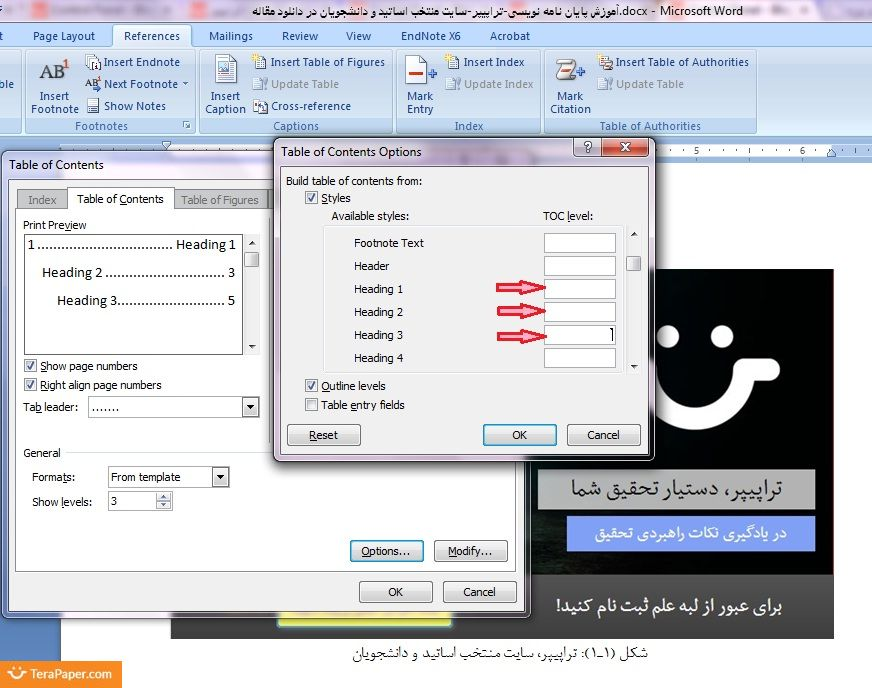 آموزش پایان نامه نویسی-تراپیپر-سایت منتخب اساتید و دانشجویان در دانلود مقاله.docx - Microsoft Word
Page Layout References Mailings Review View EndNote X6 Acrobat
AB¹ Insert Footnote
Insert Endnote
Next Footnote
Show Notes
Footnotes
Insert Caption
Insert Table of Figures
Update Table
Cross-reference
Captions
Mark Entry
Insert Index
Update Index
Index
Mark Citation
Insert Table of Authorities
Update Table
Table of Authorities
5 6
Table of Contents
Index Table of Contents Table of Figures
Print Preview
1 ................................. Heading 1
Heading 2 ........................ 3
Heading 3.......................... 5
Show page numbers
Right align page numbers
Tab leader: .......
General
Formats: From template
Show levels: 3
Options... Modify...
OK Cancel
Table of Contents Options
?
Build table of contents from:
Styles
Available styles: TOC level:
Footnote Text
Header
Heading 1
Heading 2
Heading 3
Heading 4
Outline levels
Table entry fields
Reset OK Cancel
تراپیپر، دستیار تحقیق شما
در یادگیری نکات راهبردی تحقیق
برای عبور از لبه علم ثبت نام کنید!
شکل (۱-۱): تراپیپر، سایت منتخب اساتید و دانشجویان
TeraPaper.com